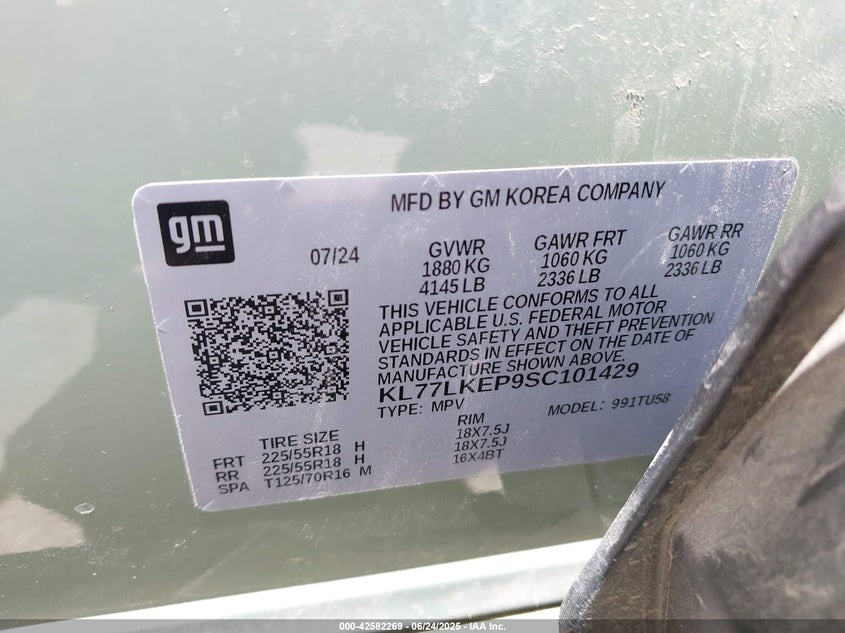 gm
MFD BY GM KOREA COMPANY
07/24
GVWR
1880 KG
4145 LB
GAWR FRT
1060 KG
2336 LB
GAWR RR
1060 KG
2336 LB
THIS VEHICLE CONFORMS TO ALL
APPLICABLE U.S. FEDERAL MOTOR
VEHICLE SAFETY AND THEFT PREVENTION
STANDARDS IN EFFECT ON THE DATE OF
MANUFACTURE SHOWN ABOVE.
KL77LKEP9SC101429
TYPE: MPV MODEL: 991TU58
TIRE SIZE RIM
FRT 225/55R18 H 18X7.5J
RR 225/55R18 H 18X7.5J
SPA T125/70R16 M 16X4BT
000-42582269 - 06/24/2025 - IAA Inc.